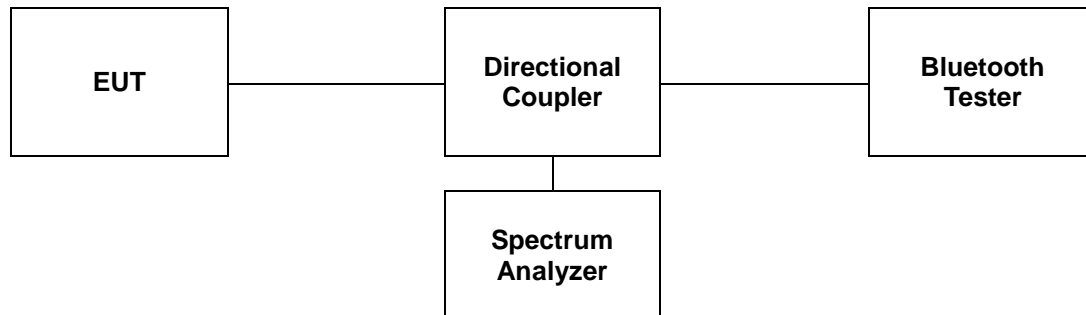 EUT
Directional
Coupler
Bluetooth
Tester
Spectrum
Analyzer